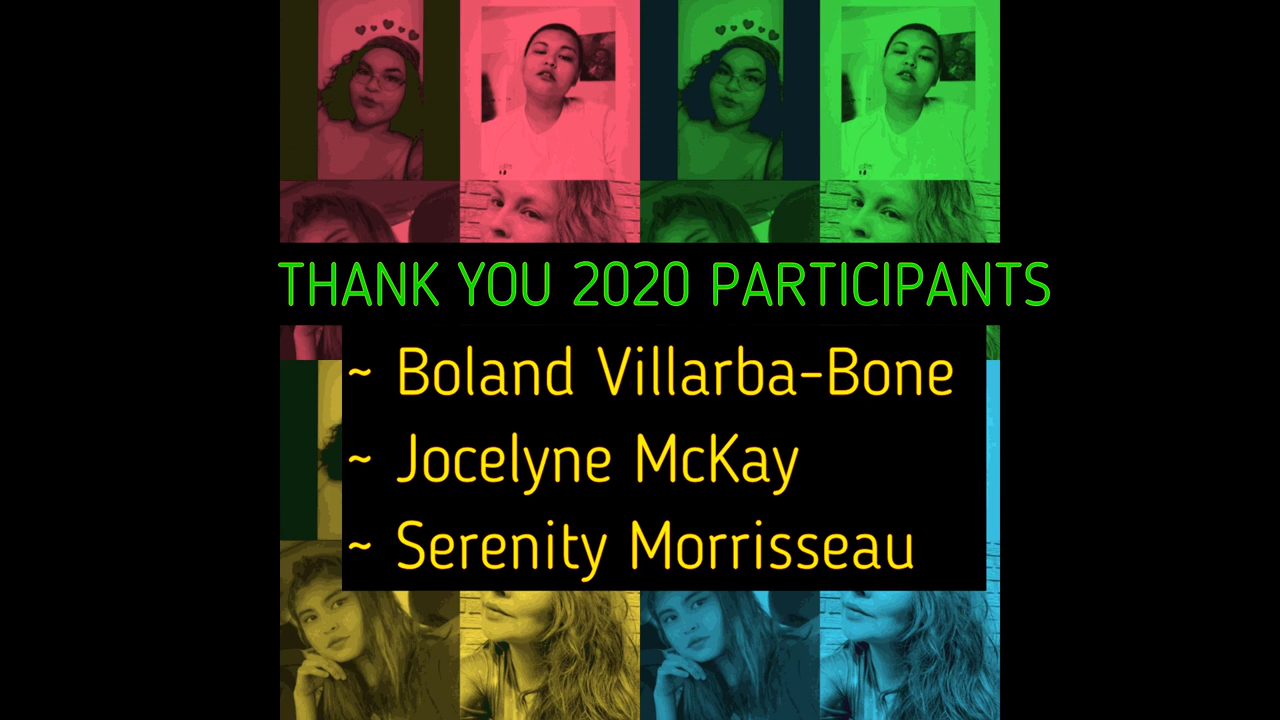 THANK YOU 2020 PARTICIPANTS
~ Boland Villarba-Bone
~ Jocelyne McKay
~ Serenity Morrisseau